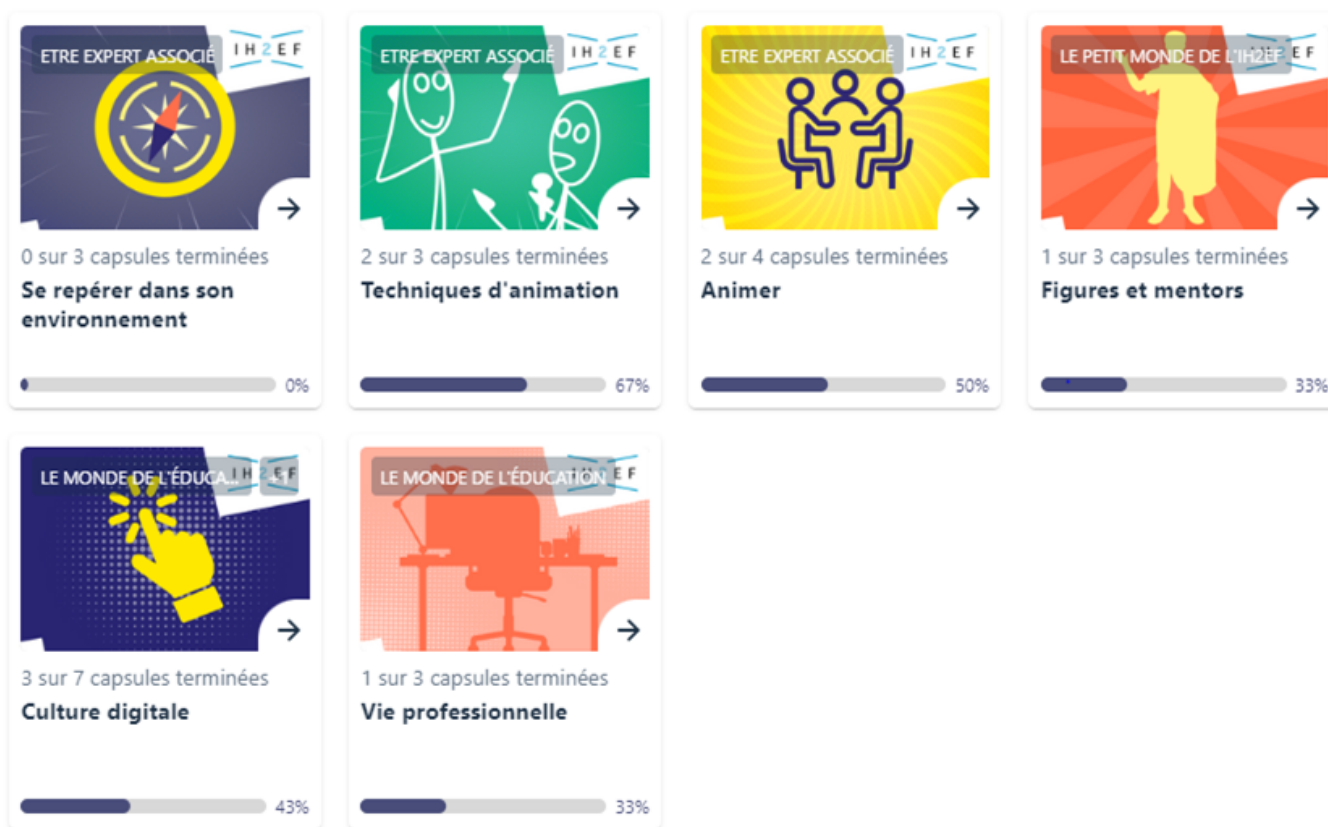 ETRE EXPERT ASSOCIÉ
IH2EF
0 sur 3 capsules terminées
Se repérer dans son
environnement
0%
ETRE EXPERT ASSOCIÉ
IH2EF
2 sur 3 capsules terminées
Techniques d'animation
67%
ETRE EXPERT ASSOCIÉ
IH2EF
2 sur 4 capsules terminées
Animer
50%
LE PETIT MONDE DE L'IH2EF
EF
1 sur 3 capsules terminées
Figures et mentors
33%
LE MONDE DE L'ÉDUCA...
+1
IH2EF
3 sur 7 capsules terminées
Culture digitale
43%
LE MONDE DE L'ÉDUCATION
EF
1 sur 3 capsules terminées
Vie professionnelle
33%